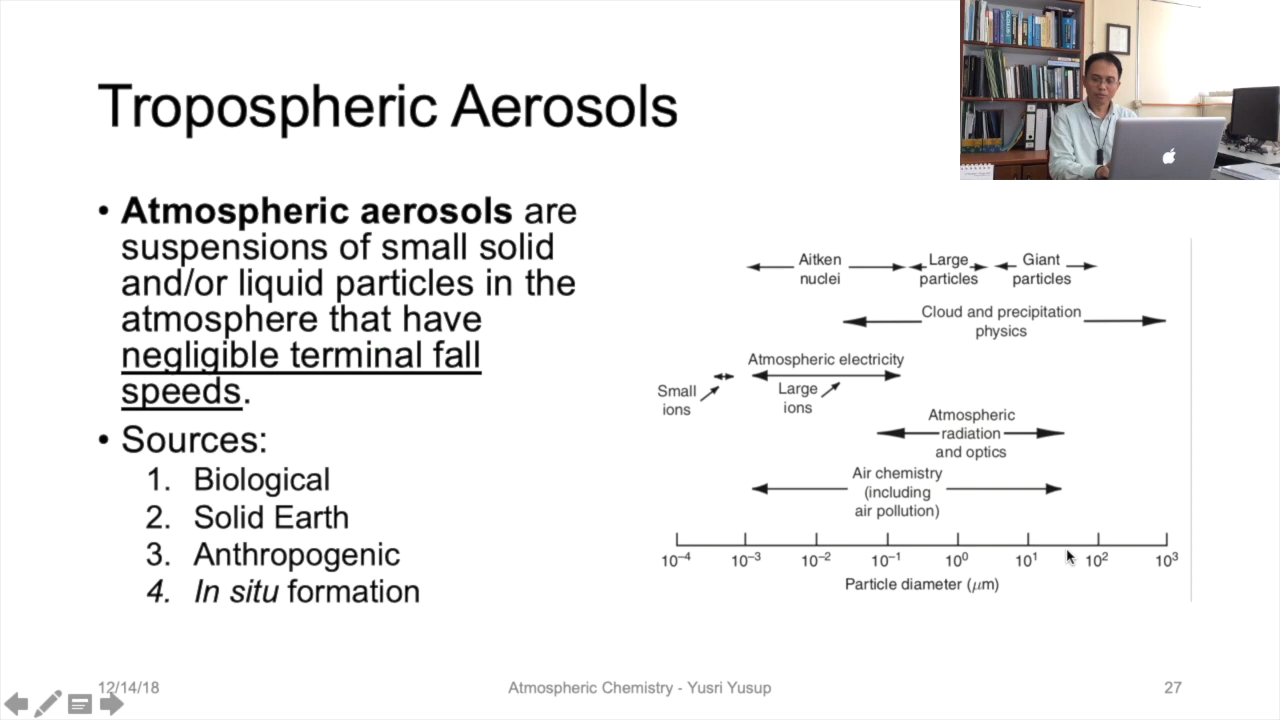 Tropospheric Aerosols
• Atmospheric aerosols are
suspensions of small solid
and/or liquid particles in the
atmosphere that have
negligible terminal fall
speeds.
• Sources:
1. Biological
2. Solid Earth
3. Anthropogenic
4. In situ formation
Aitken
nuclei
Large
particles
Giant
particles
Cloud and precipitation
physics
Atmospheric electricity
Small
ions
Large
ions
Atmospheric
radiation
and optics
Air chemistry
(including
air pollution)
10⁻⁴ 10⁻³ 10⁻² 10⁻¹ 10⁰ 10¹ 10² 10³
Particle diameter (μm)
12/14/18
Atmospheric Chemistry - Yusri Yusup
27